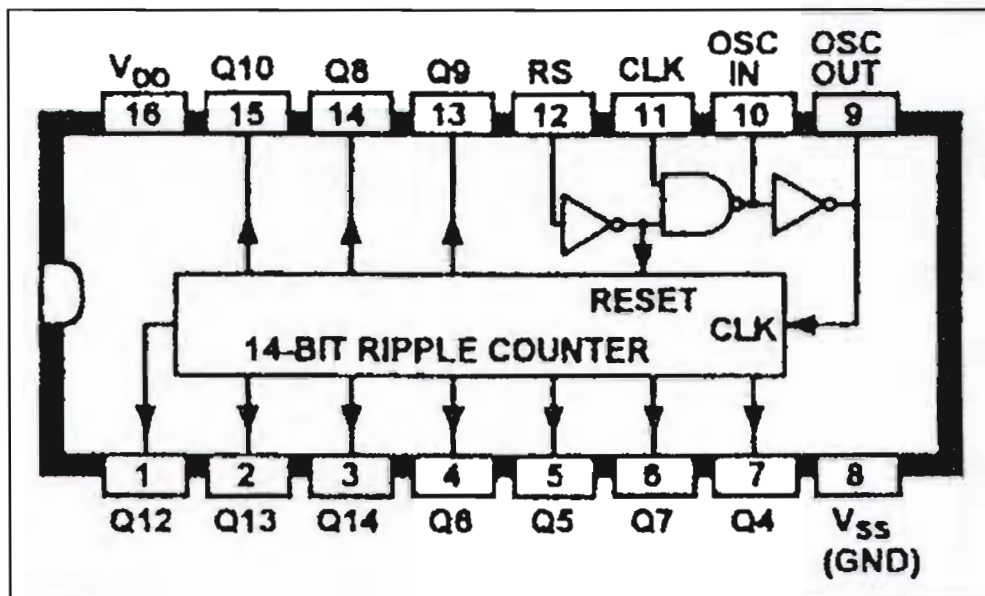 V_DD Q10 Q8 Q9 RS CLK OSC IN OSC OUT
16 15 14 13 12 11 10 9
RESET
CLK
14-BIT RIPPLE COUNTER
1 2 3 4 5 6 7 8
Q12 Q13 Q14 Q6 Q5 Q7 Q4 V_SS
(GND)